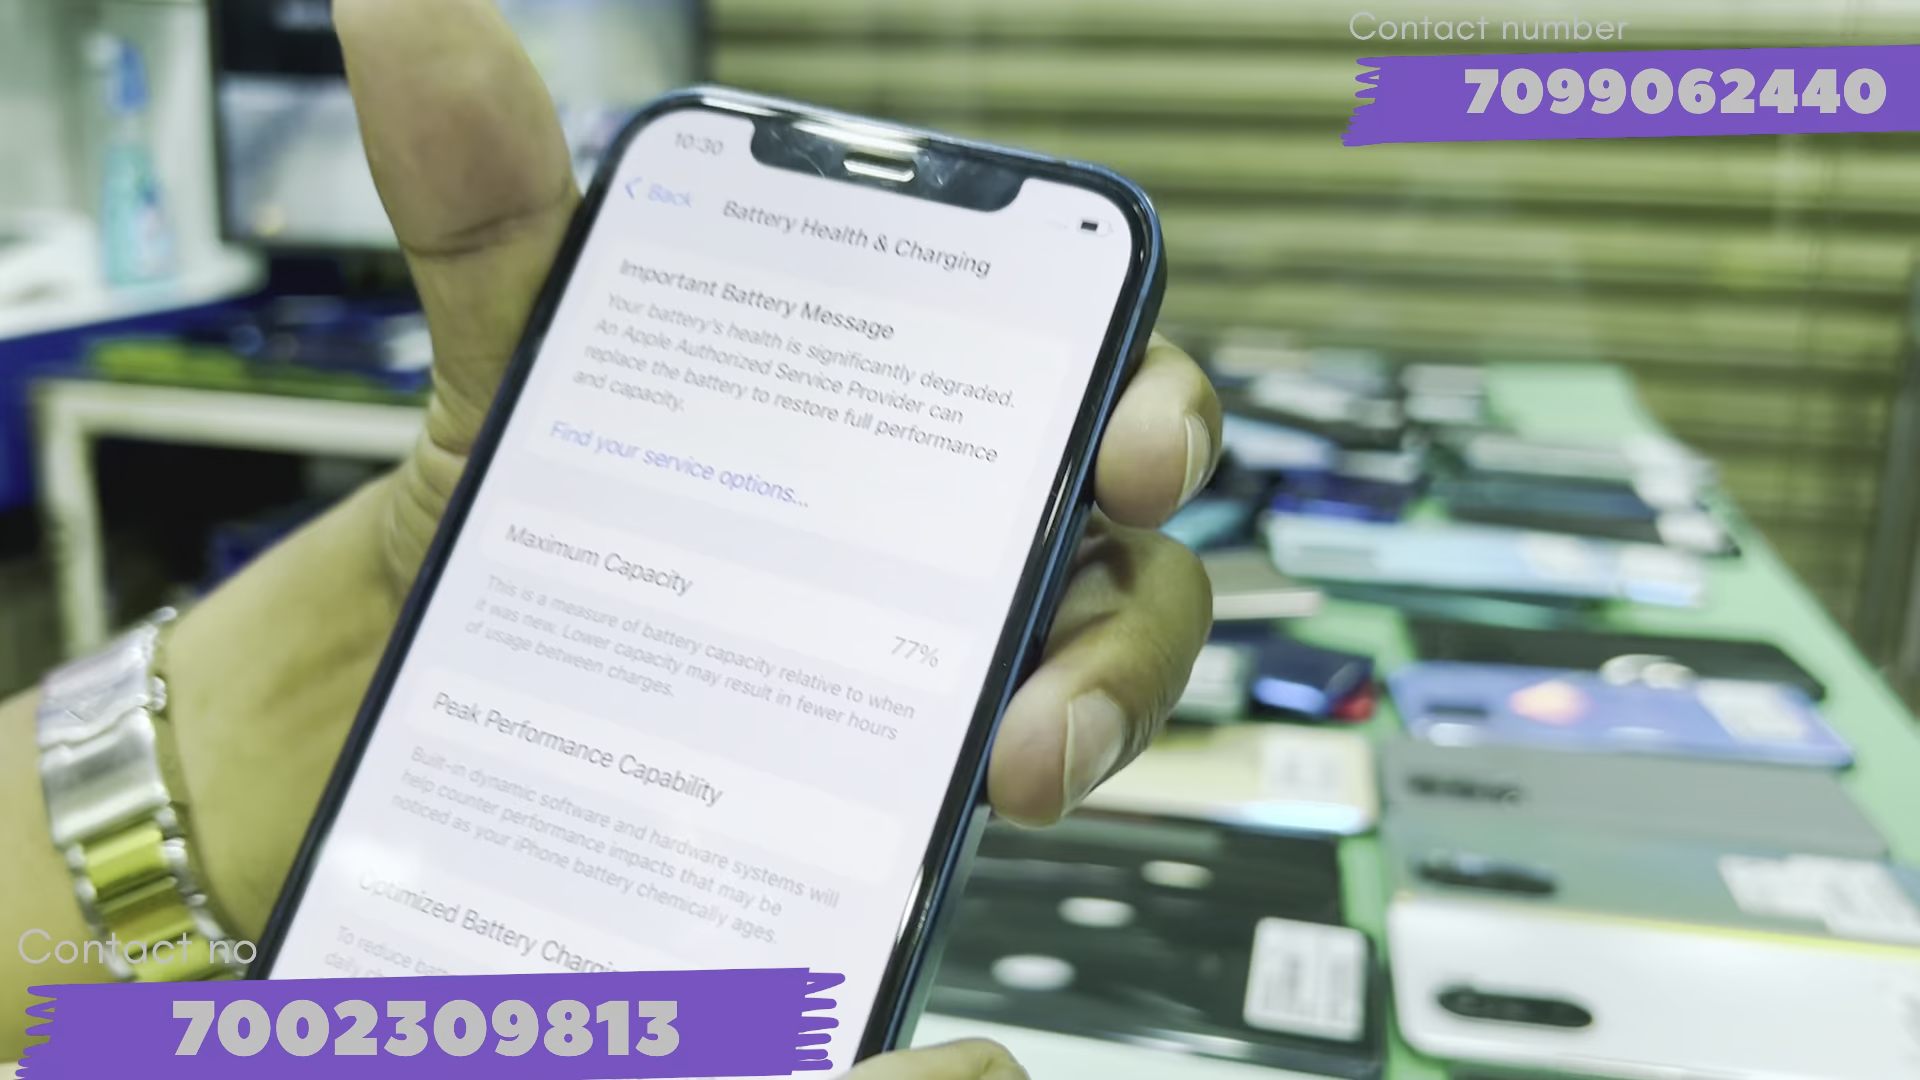 Contact number
7099062440
10:30
Back
Battery Health & Charging
Important Battery Message
Your battery's health is significantly degraded.
An Apple Authorized Service Provider can
replace the battery to restore full performance
and capacity.
Find your service options...
Maximum Capacity
77%
This is a measure of battery capacity relative to when
it was new. Lower capacity may result in fewer hours
of usage between charges.
Peak Performance Capability
Built-in dynamic software and hardware systems will
help counter performance impacts that may be
noticed as your iPhone battery chemically ages.
Optimized Battery Charging
To reduce
daily
Contact no
7002309813